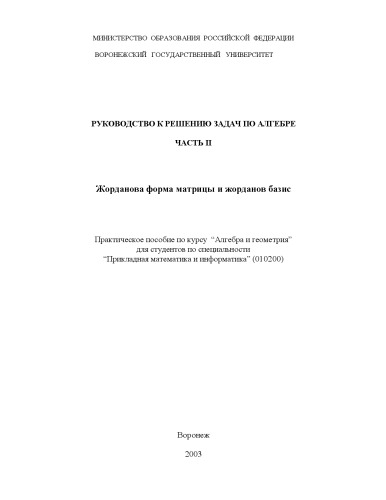 МИНИСТЕРСТВО ОБРАЗОВАНИЯ РОССИЙСКОЙ ФЕДЕРАЦИИ
ВОРОНЕЖСКИЙ ГОСУДАРСТВЕННЫЙ УНИВЕРСИТЕТ
РУКОВОДСТВО К РЕШЕНИЮ ЗАДАЧ ПО АЛГЕБРЕ
ЧАСТЬ II
Жорданова форма матрицы и жорданов базис
Практическое пособие по курсу “Алгебра и геометрия”
для студентов по специальности
“Прикладная математика и информатика” (010200)
Воронеж
2003